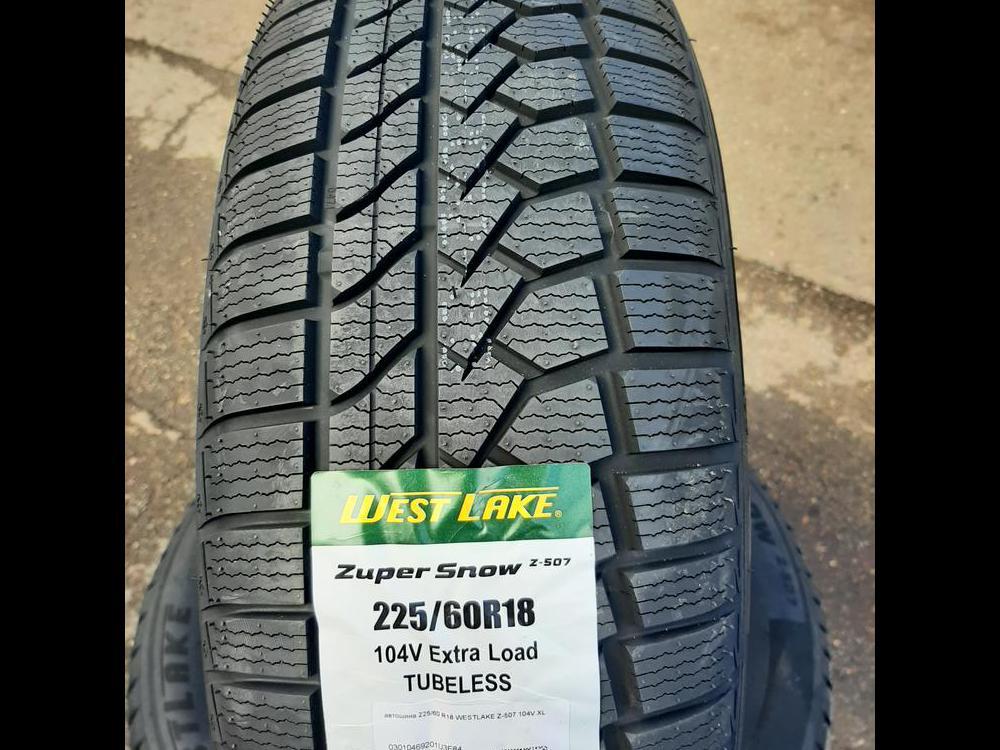 WEST LAKE®
Zuper Snow Z-507
225/60R18
104V Extra Load
TUBELESS
автошина 225/60 R18 WESTLAKE Z-507 104V XL
TLAKE